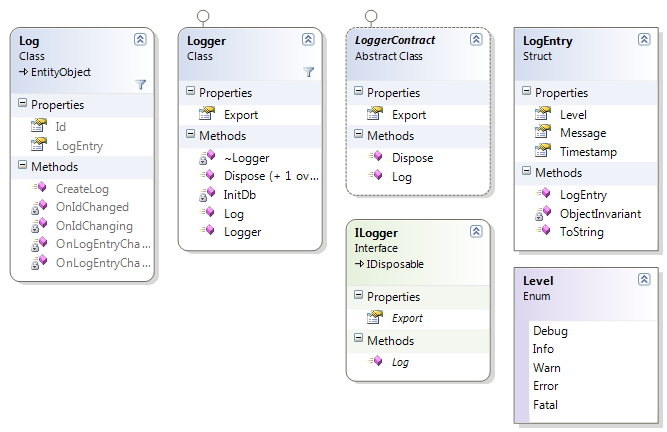 Log
Class
EntityObject
Properties
Id
LogEntry
Methods
CreateLog
OnIdChanged
OnIdChanging
OnLogEntryCha...
OnLogEntryCha...
Logger
Class
Properties
Export
Methods
~Logger
Dispose (+ 1 ov...
InitDb
Log
Logger
LoggerContract
Abstract Class
Properties
Export
Methods
Dispose
Log
ILogger
Interface
IDisposable
Properties
Export
Methods
Log
LogEntry
Struct
Properties
Level
Message
Timestamp
Methods
LogEntry
ObjectInvariant
ToString
Level
Enum
Debug
Info
Warn
Error
Fatal